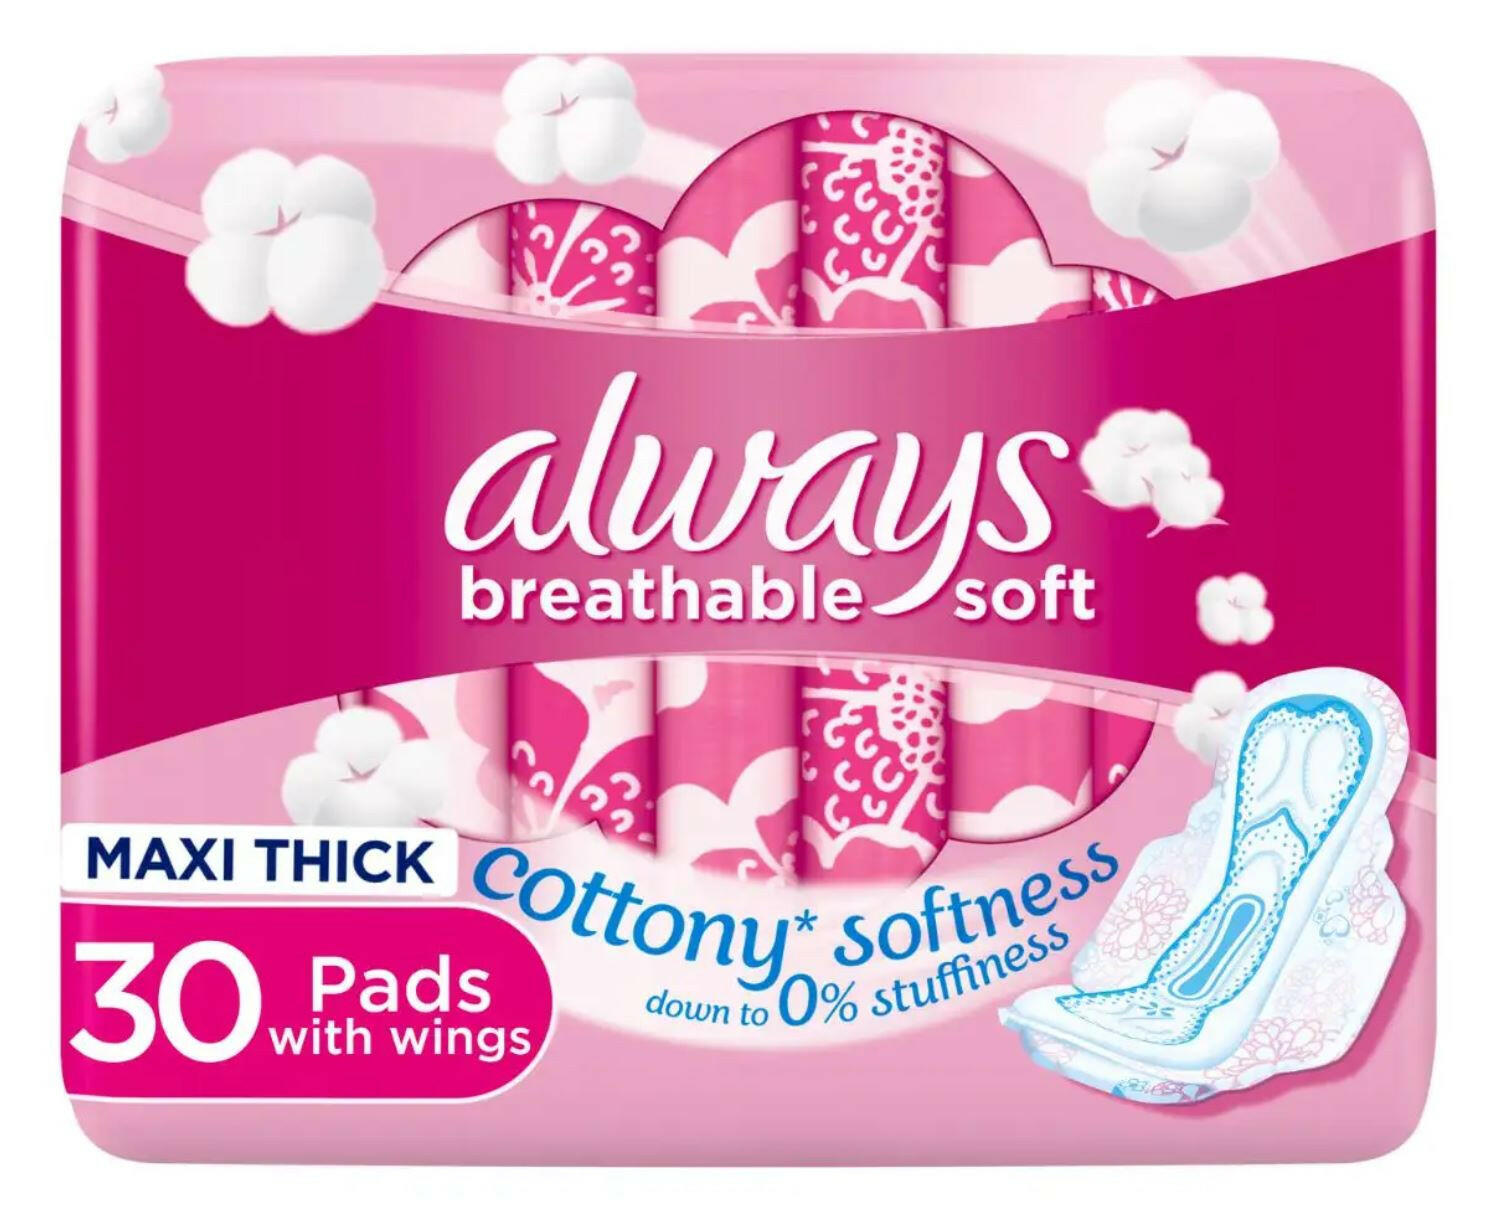 always
breathable soft
MAXI THICK
30 Pads
with wings
cottony* softness
down to 0% stuffiness